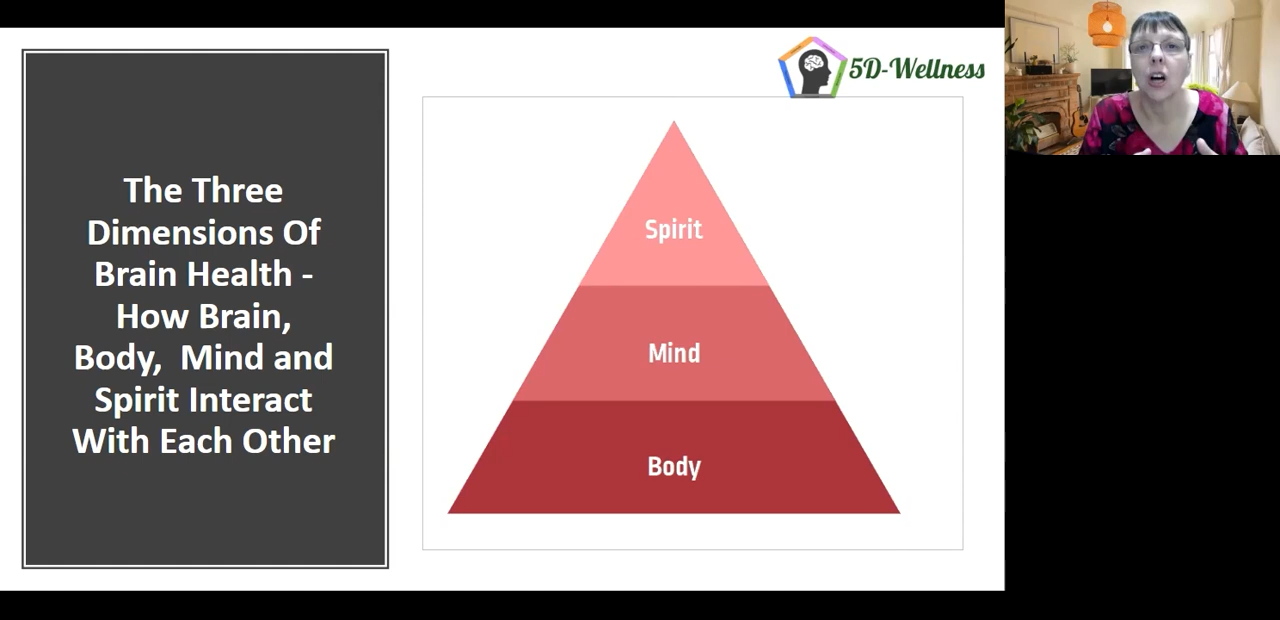 5D-Wellness
The Three
Dimensions Of
Brain Health -
How Brain,
Body, Mind and
Spirit Interact
With Each Other
Spirit
Mind
Body